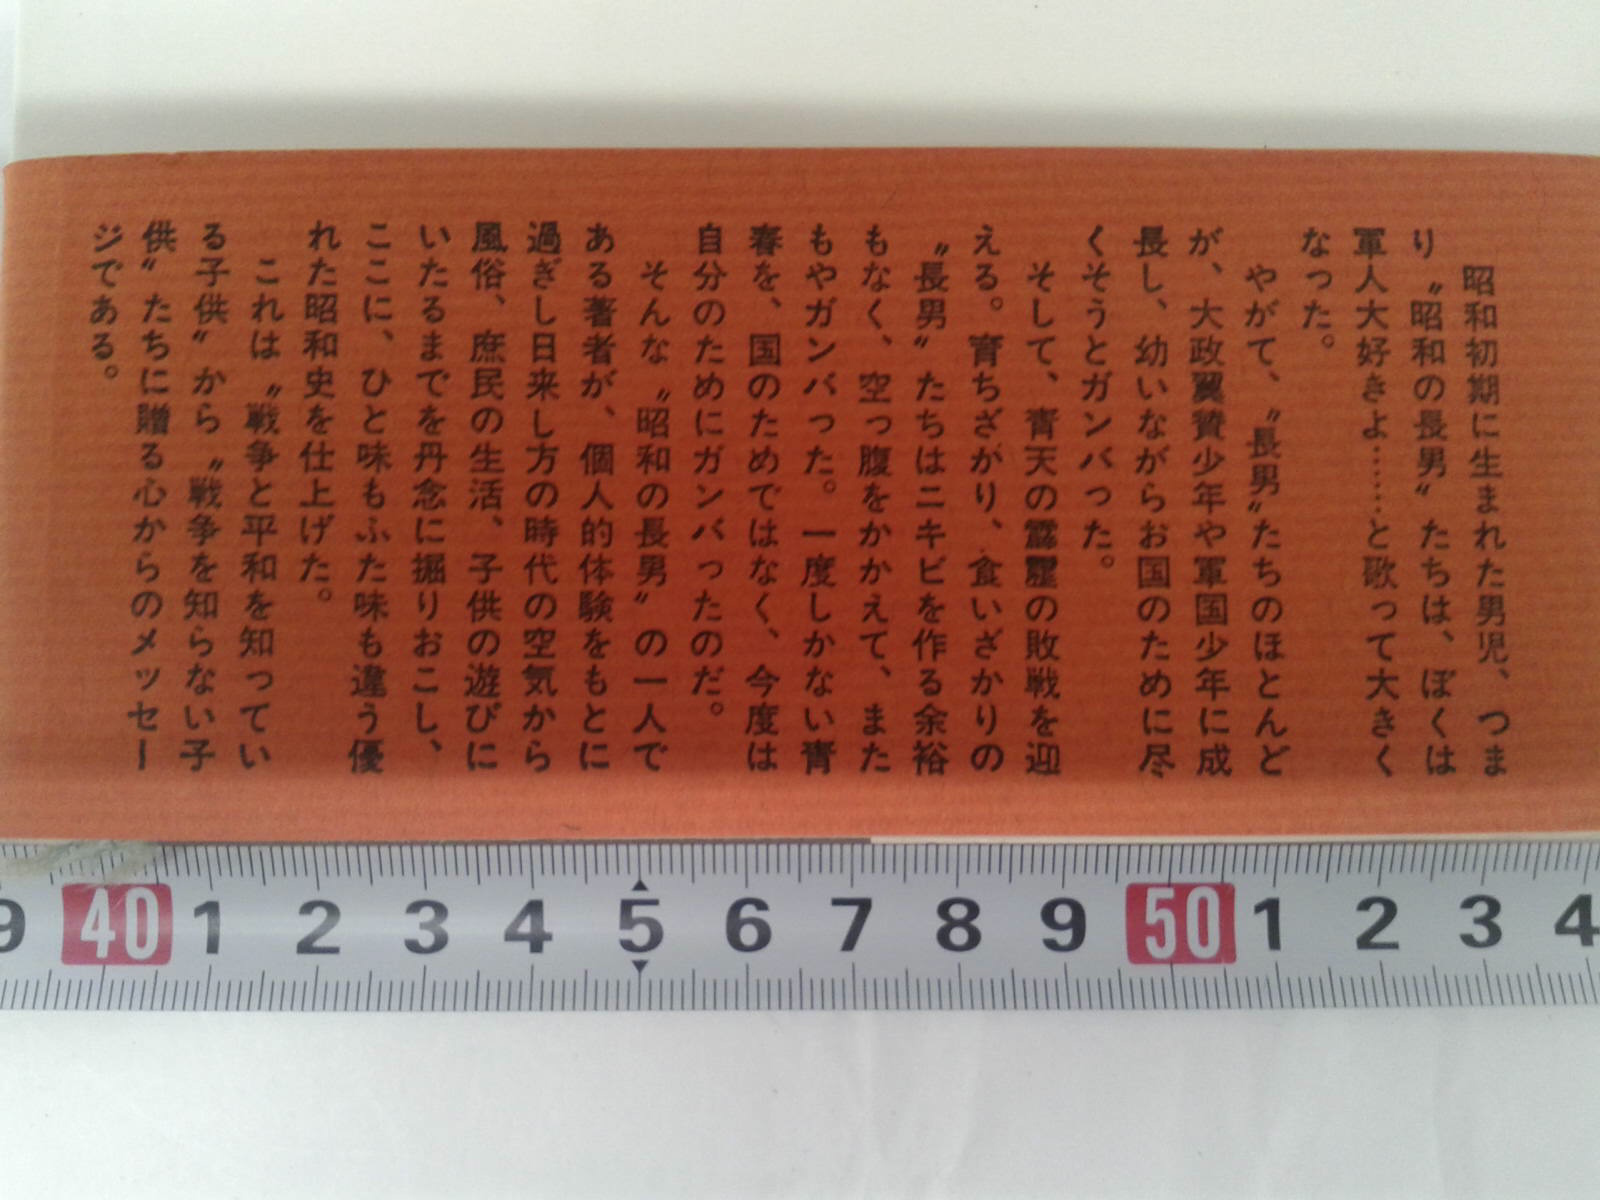 昭和初期に生まれた男児、つま
り〝昭和の長男〟たちは、ぼくは
軍人大好きよ……と歌って大きく
なった。
やがて、〝長男〟たちのほとんど
が、大政翼賛少年や軍国少年に成
長し、幼いながらお国のために尽
くそうとガンバった。
そして、青天の霹靂の敗戦を迎
える。育ちざかり、食いざかりの
〝長男〟たちはニキビを作る余裕
もなく、空っ腹をかかえて、また
もやガンバった。一度しかない青
春を、国のためではなく、今度は
自分のためにガンバったのだ。
そんな〝昭和の長男〟の一人で
ある著者が、個人的体験をもとに
過ぎし日来し方の時代の空気から
風俗、庶民の生活、子供の遊びに
いたるまでを丹念に掘りおこし、
ここに、ひと味もふた味も違う優
れた昭和史を仕上げた。
これは〝戦争と平和を知ってい
る子供〟から〝戦争を知らない子
供〟たちに贈る心からのメッセー
ジである。
9 40 1 2 3 4 5 6 7 8 9 50 1 2 3 4